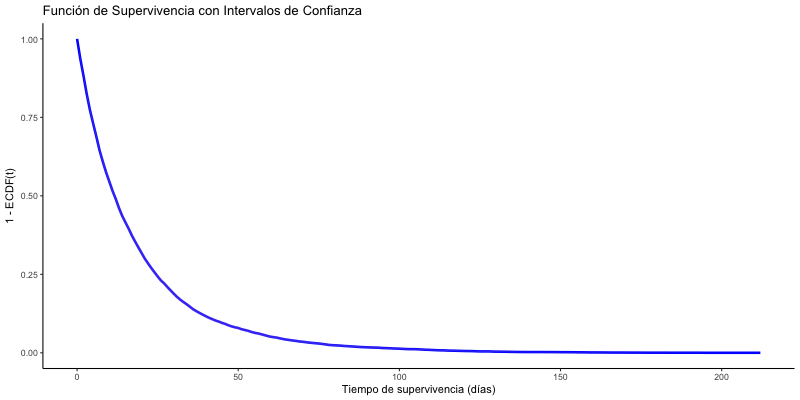 Función de Supervivencia con Intervalos de Confianza
1.00
0.75
0.50
0.25
0.00
1 - ECDF(t)
0 50 100 150 200
Tiempo de supervivencia (días)